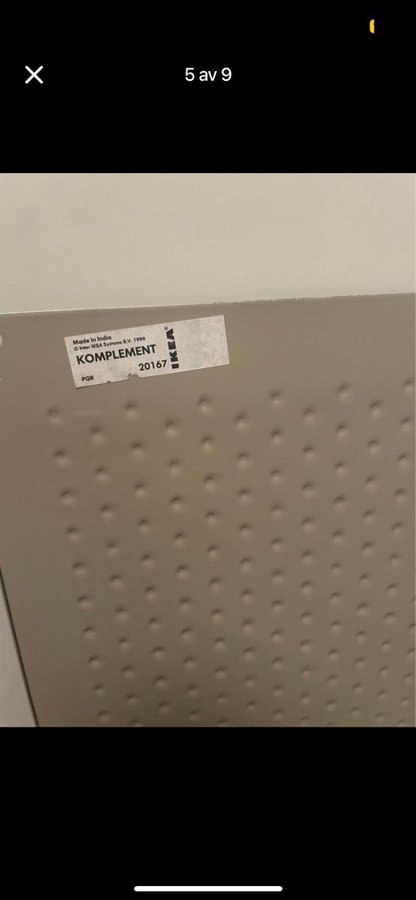 5 av 9
Made in India
© Inter IKEA Systems B.V. 1999
KOMPLEMENT
20167
PQR
IKEA®